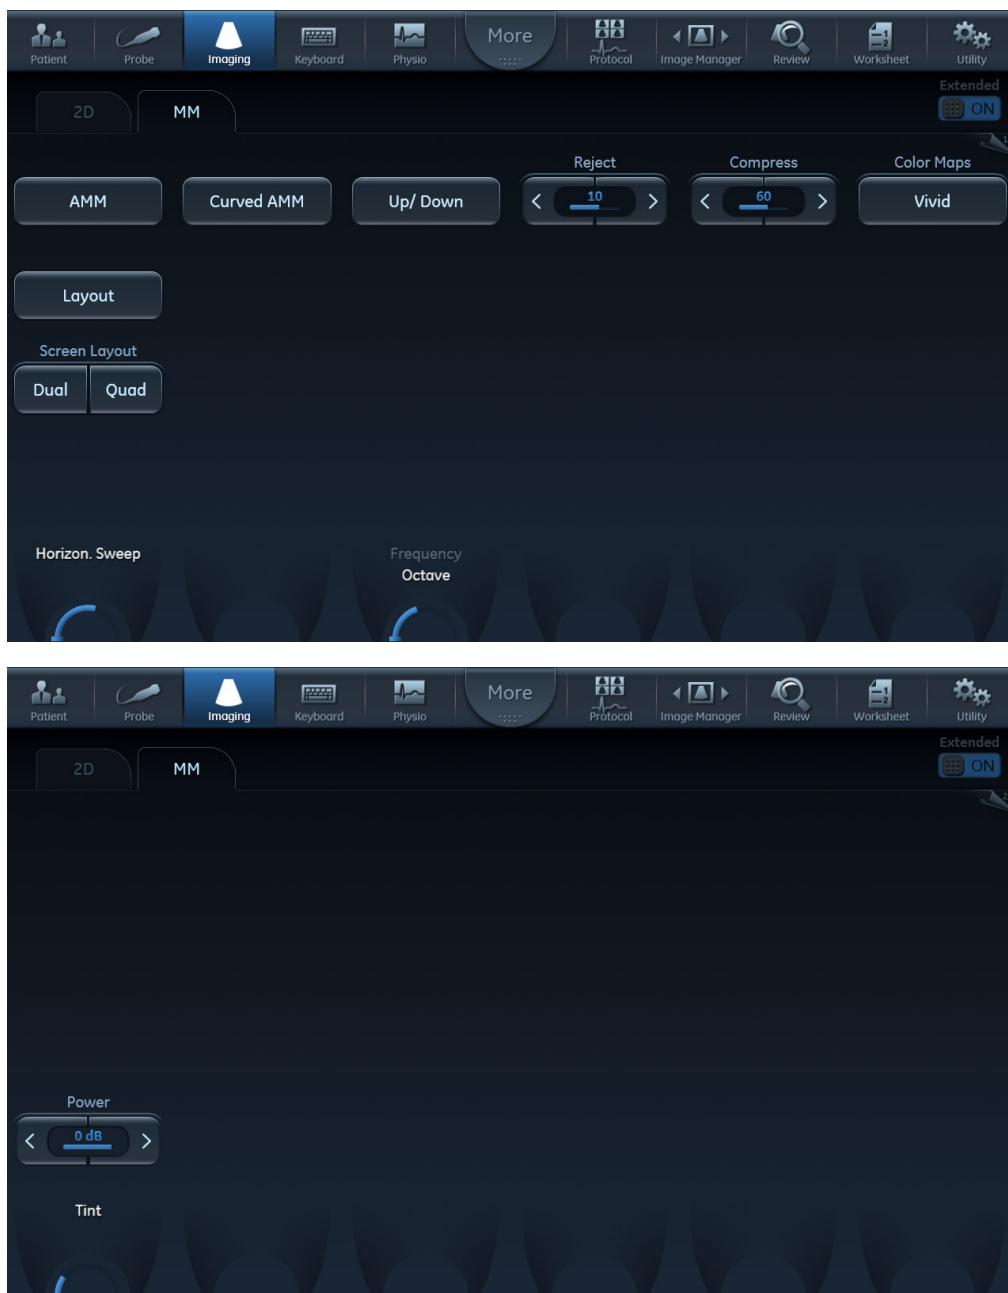 Patient Probe Imaging Keyboard Physio More Protocol Image Manager Review Worksheet Utility
Extended
2D MM ON
1
Reject Compress Color Maps
AMM Curved AMM Up/ Down 10 60 Vivid
Layout
Screen Layout
Dual Quad
Horizon. Sweep Frequency
Octave
Patient Probe Imaging Keyboard Physio More Protocol Image Manager Review Worksheet Utility
Extended
2D MM ON
2
Power
0 dB
Tint